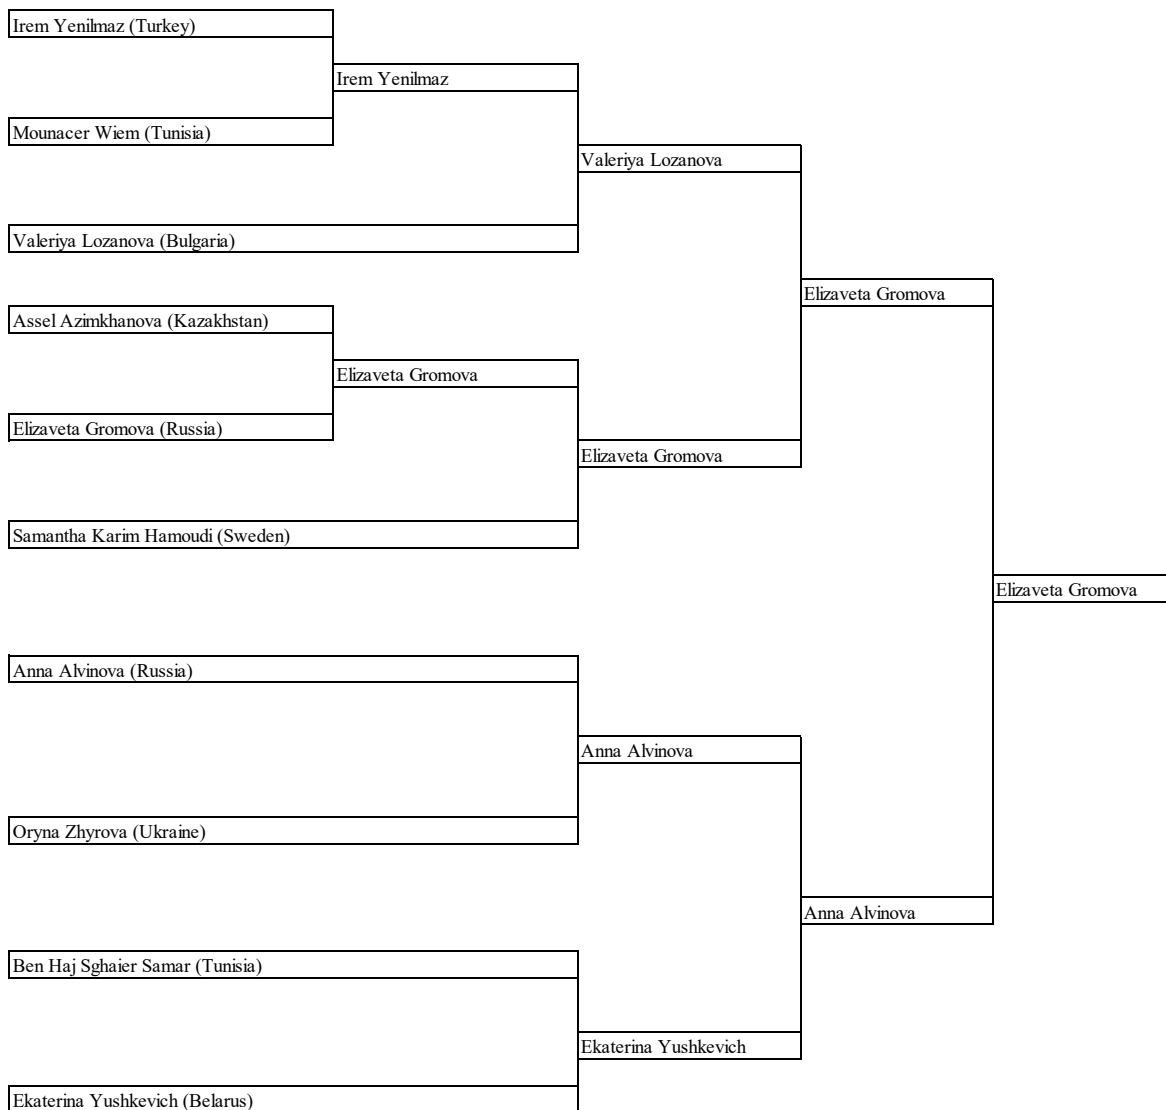 Irem Yenilmaz (Turkey)
Irem Yenilmaz
Mounacer Wiem (Tunisia)
Valeriya Lozanova
Valeriya Lozanova (Bulgaria)
Elizaveta Gromova
Assel Azimkhanova (Kazakhstan)
Elizaveta Gromova
Elizaveta Gromova (Russia)
Elizaveta Gromova
Samantha Karim Hamoudi (Sweden)
Elizaveta Gromova
Anna Alvinova (Russia)
Anna Alvinova
Oryna Zhyrova (Ukraine)
Anna Alvinova
Ben Haj Sghaier Samar (Tunisia)
Ekaterina Yushkevich
Ekaterina Yushkevich (Belarus)